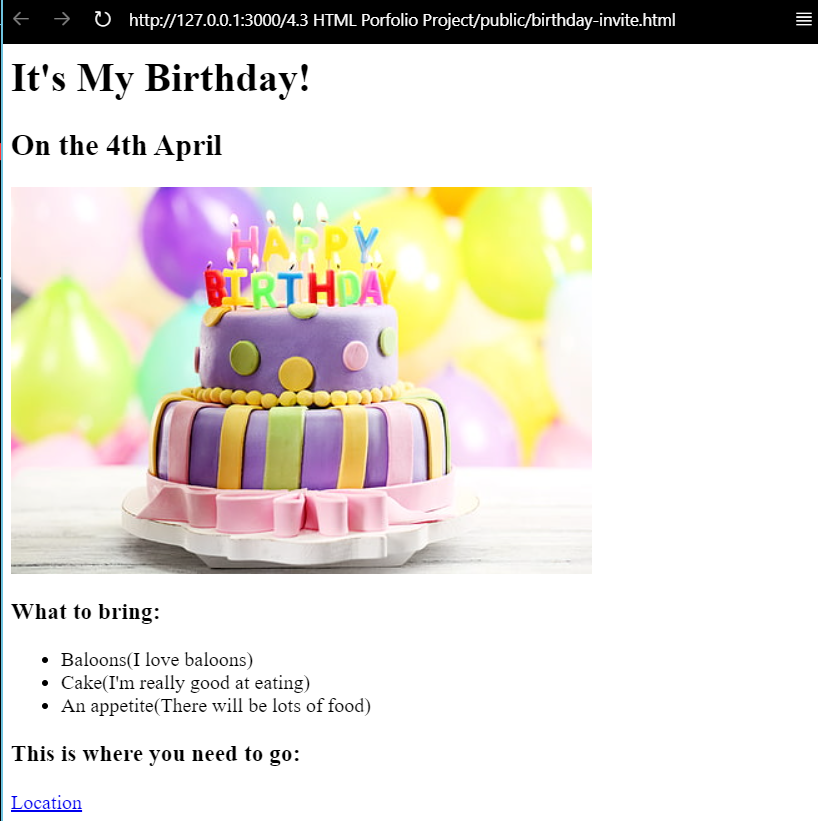 http://127.0.0.1:3000/4.3 HTML Porfolio Project/public/birthday-invite.html
It's My Birthday!
On the 4th April
HAPPY
BIRTHDAY
What to bring:
Baloons(I love baloons)
Cake(I'm really good at eating)
An appetite(There will be lots of food)
This is where you need to go:
Location